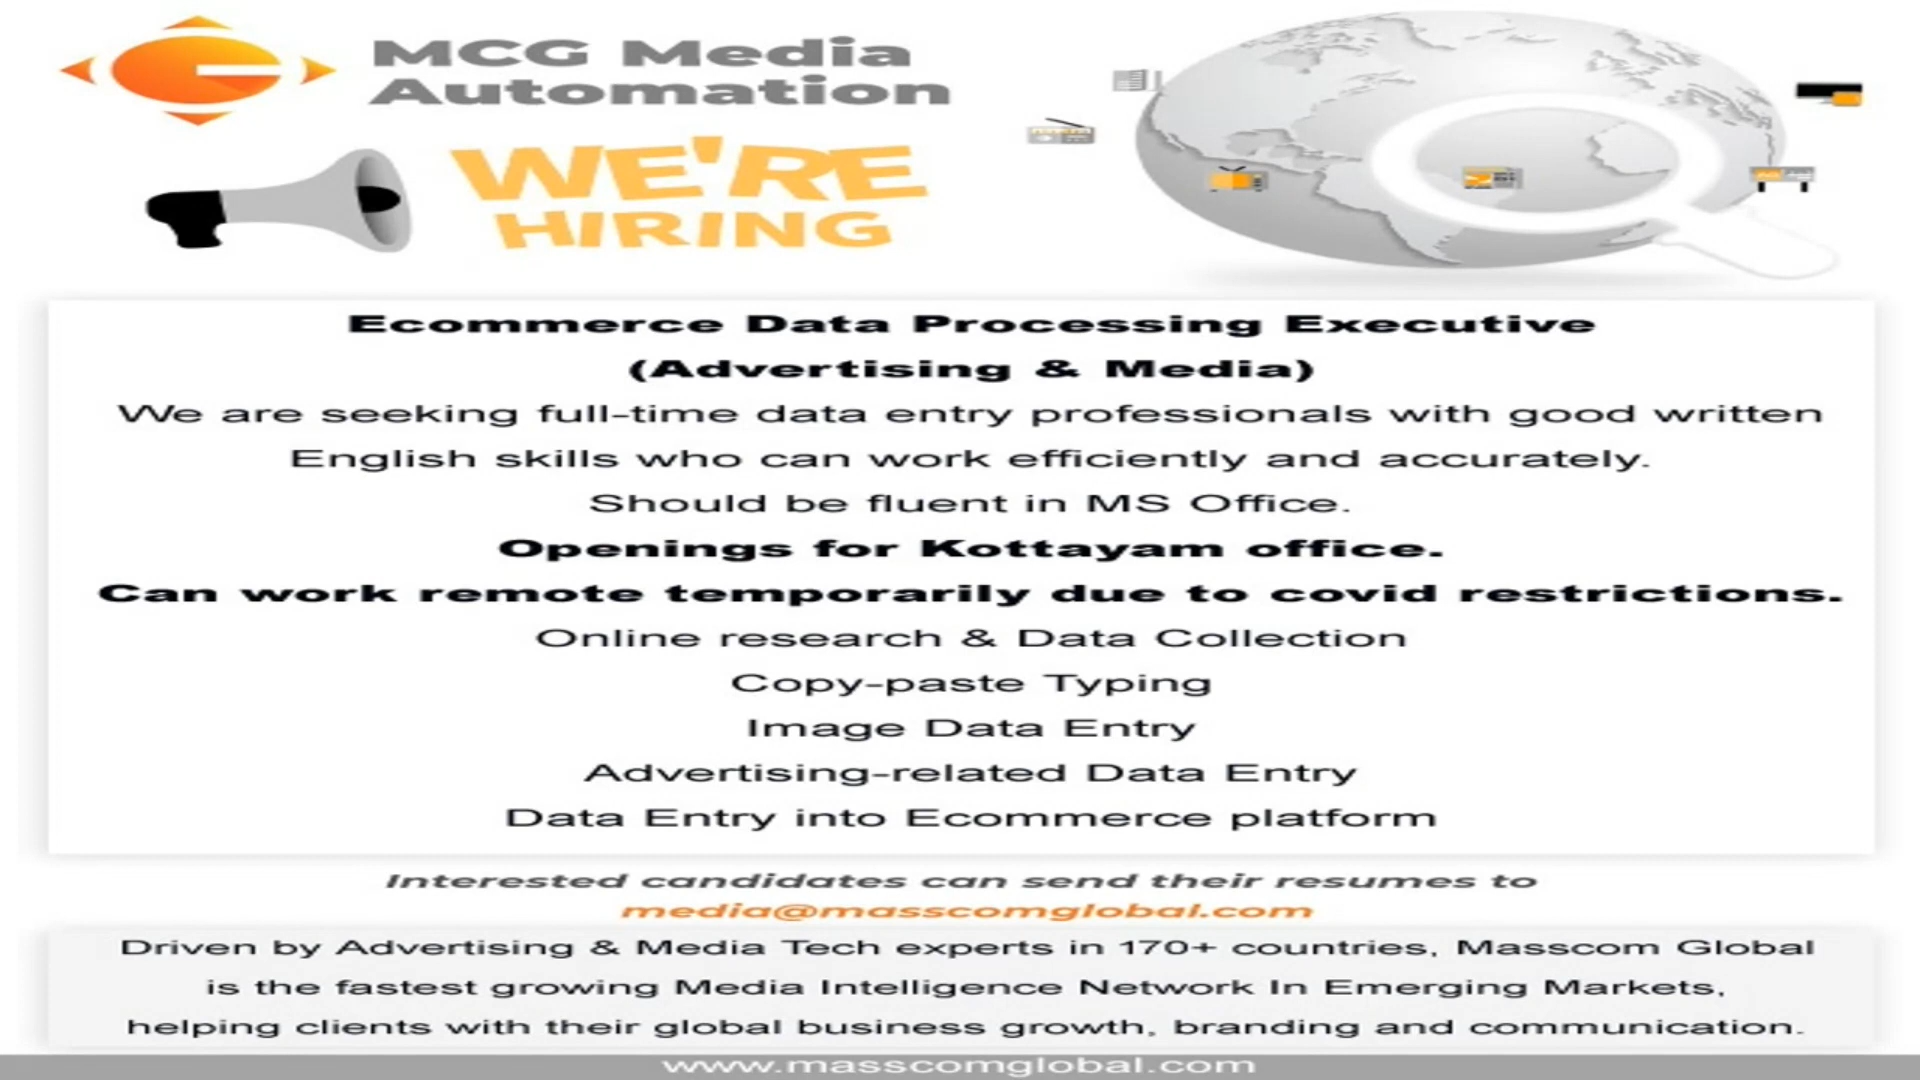 MCG Media
Automation
WE'RE
HIRING
Ecommerce Data Processing Executive
(Advertising & Media)
We are seeking full-time data entry professionals with good written
English skills who can work efficiently and accurately.
Should be fluent in MS Office.
Openings for Kottayam office.
Can work remote temporarily due to covid restrictions.
Online research & Data Collection
Copy-paste Typing
Image Data Entry
Advertising-related Data Entry
Data Entry into Ecommerce platform
Interested candidates can send their resumes to
media@masscomglobal.com
Driven by Advertising & Media Tech experts in 170+ countries, Masscom Global
is the fastest growing Media Intelligence Network In Emerging Markets,
helping clients with their global business growth, branding and communication.
www.masscomglobal.com